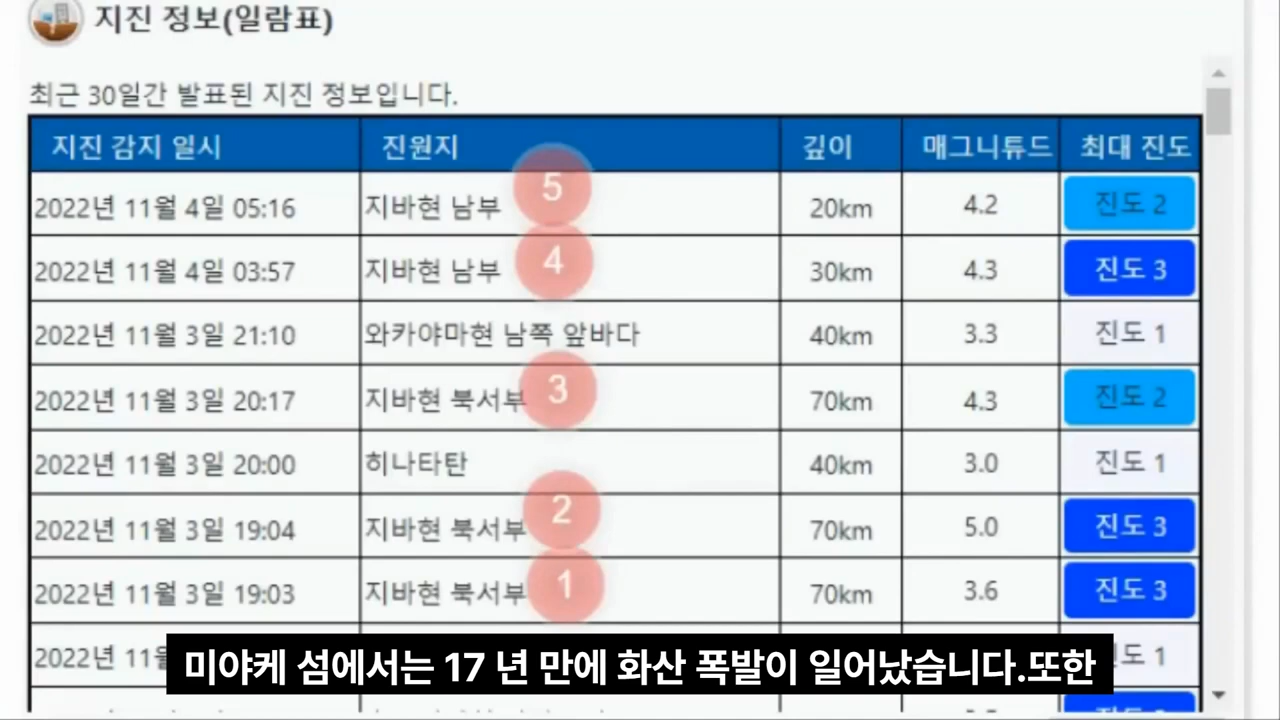 지진 정보(일람표)
최근 30일간 발표된 지진 정보입니다.
지진 감지 일시 진원지 깊이 매그니튜드 최대 진도
2022년 11월 4일 05:16 지바현 남부 5 20km 4.2 진도 2
2022년 11월 4일 03:57 지바현 남부 4 30km 4.3 진도 3
2022년 11월 3일 21:10 와카야마현 남쪽 앞바다 40km 3.3 진도 1
2022년 11월 3일 20:17 지바현 북서부 3 70km 4.3 진도 2
2022년 11월 3일 20:00 히나타탄 40km 3.0 진도 1
2022년 11월 3일 19:04 지바현 북서부 2 70km 5.0 진도 3
2022년 11월 3일 19:03 지바현 북서부 1 70km 3.6 진도 3
2022년 11 진도 1
미야케 섬에서는 17 년 만에 화산 폭발이 일어났습니다.또한